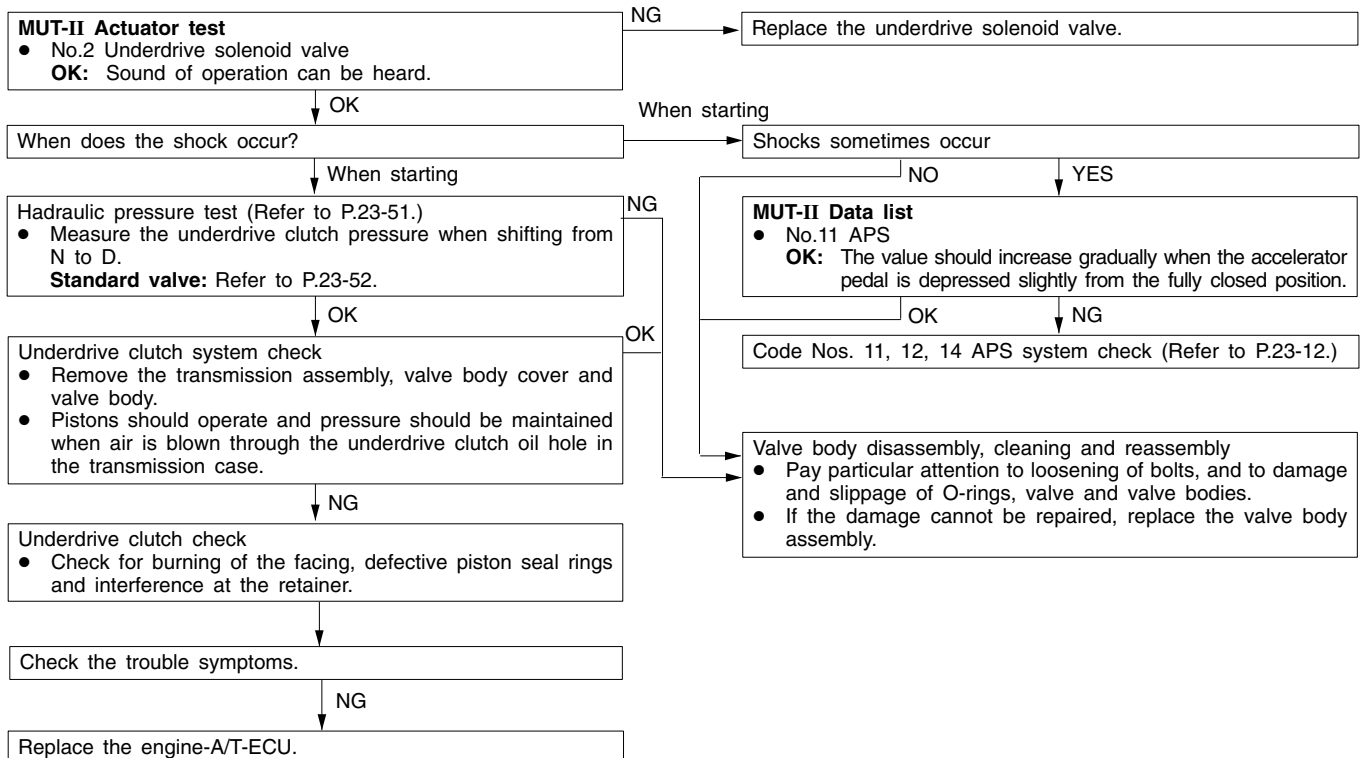 MUT-II Actuator test
● No.2 Underdrive solenoid valve
OK: Sound of operation can be heard.
NG
Replace the underdrive solenoid valve.
OK
When does the shock occur?
When starting
Shocks sometimes occur
When starting
NO
YES
Hadraulic pressure test (Refer to P.23-51.)
● Measure the underdrive clutch pressure when shifting from
N to D.
Standard valve: Refer to P.23-52.
NG
MUT-II Data list
● No.11 APS
OK: The value should increase gradually when the accelerator
pedal is depressed slightly from the fully closed position.
OK
OK
NG
Underdrive clutch system check
● Remove the transmission assembly, valve body cover and
valve body.
● Pistons should operate and pressure should be maintained
when air is blown through the underdrive clutch oil hole in
the transmission case.
OK
Code Nos. 11, 12, 14 APS system check (Refer to P.23-12.)
Valve body disassembly, cleaning and reassembly
● Pay particular attention to loosening of bolts, and to damage
and slippage of O-rings, valve and valve bodies.
● If the damage cannot be repaired, replace the valve body
assembly.
NG
Underdrive clutch check
● Check for burning of the facing, defective piston seal rings
and interference at the retainer.
Check the trouble symptoms.
NG
Replace the engine-A/T-ECU.